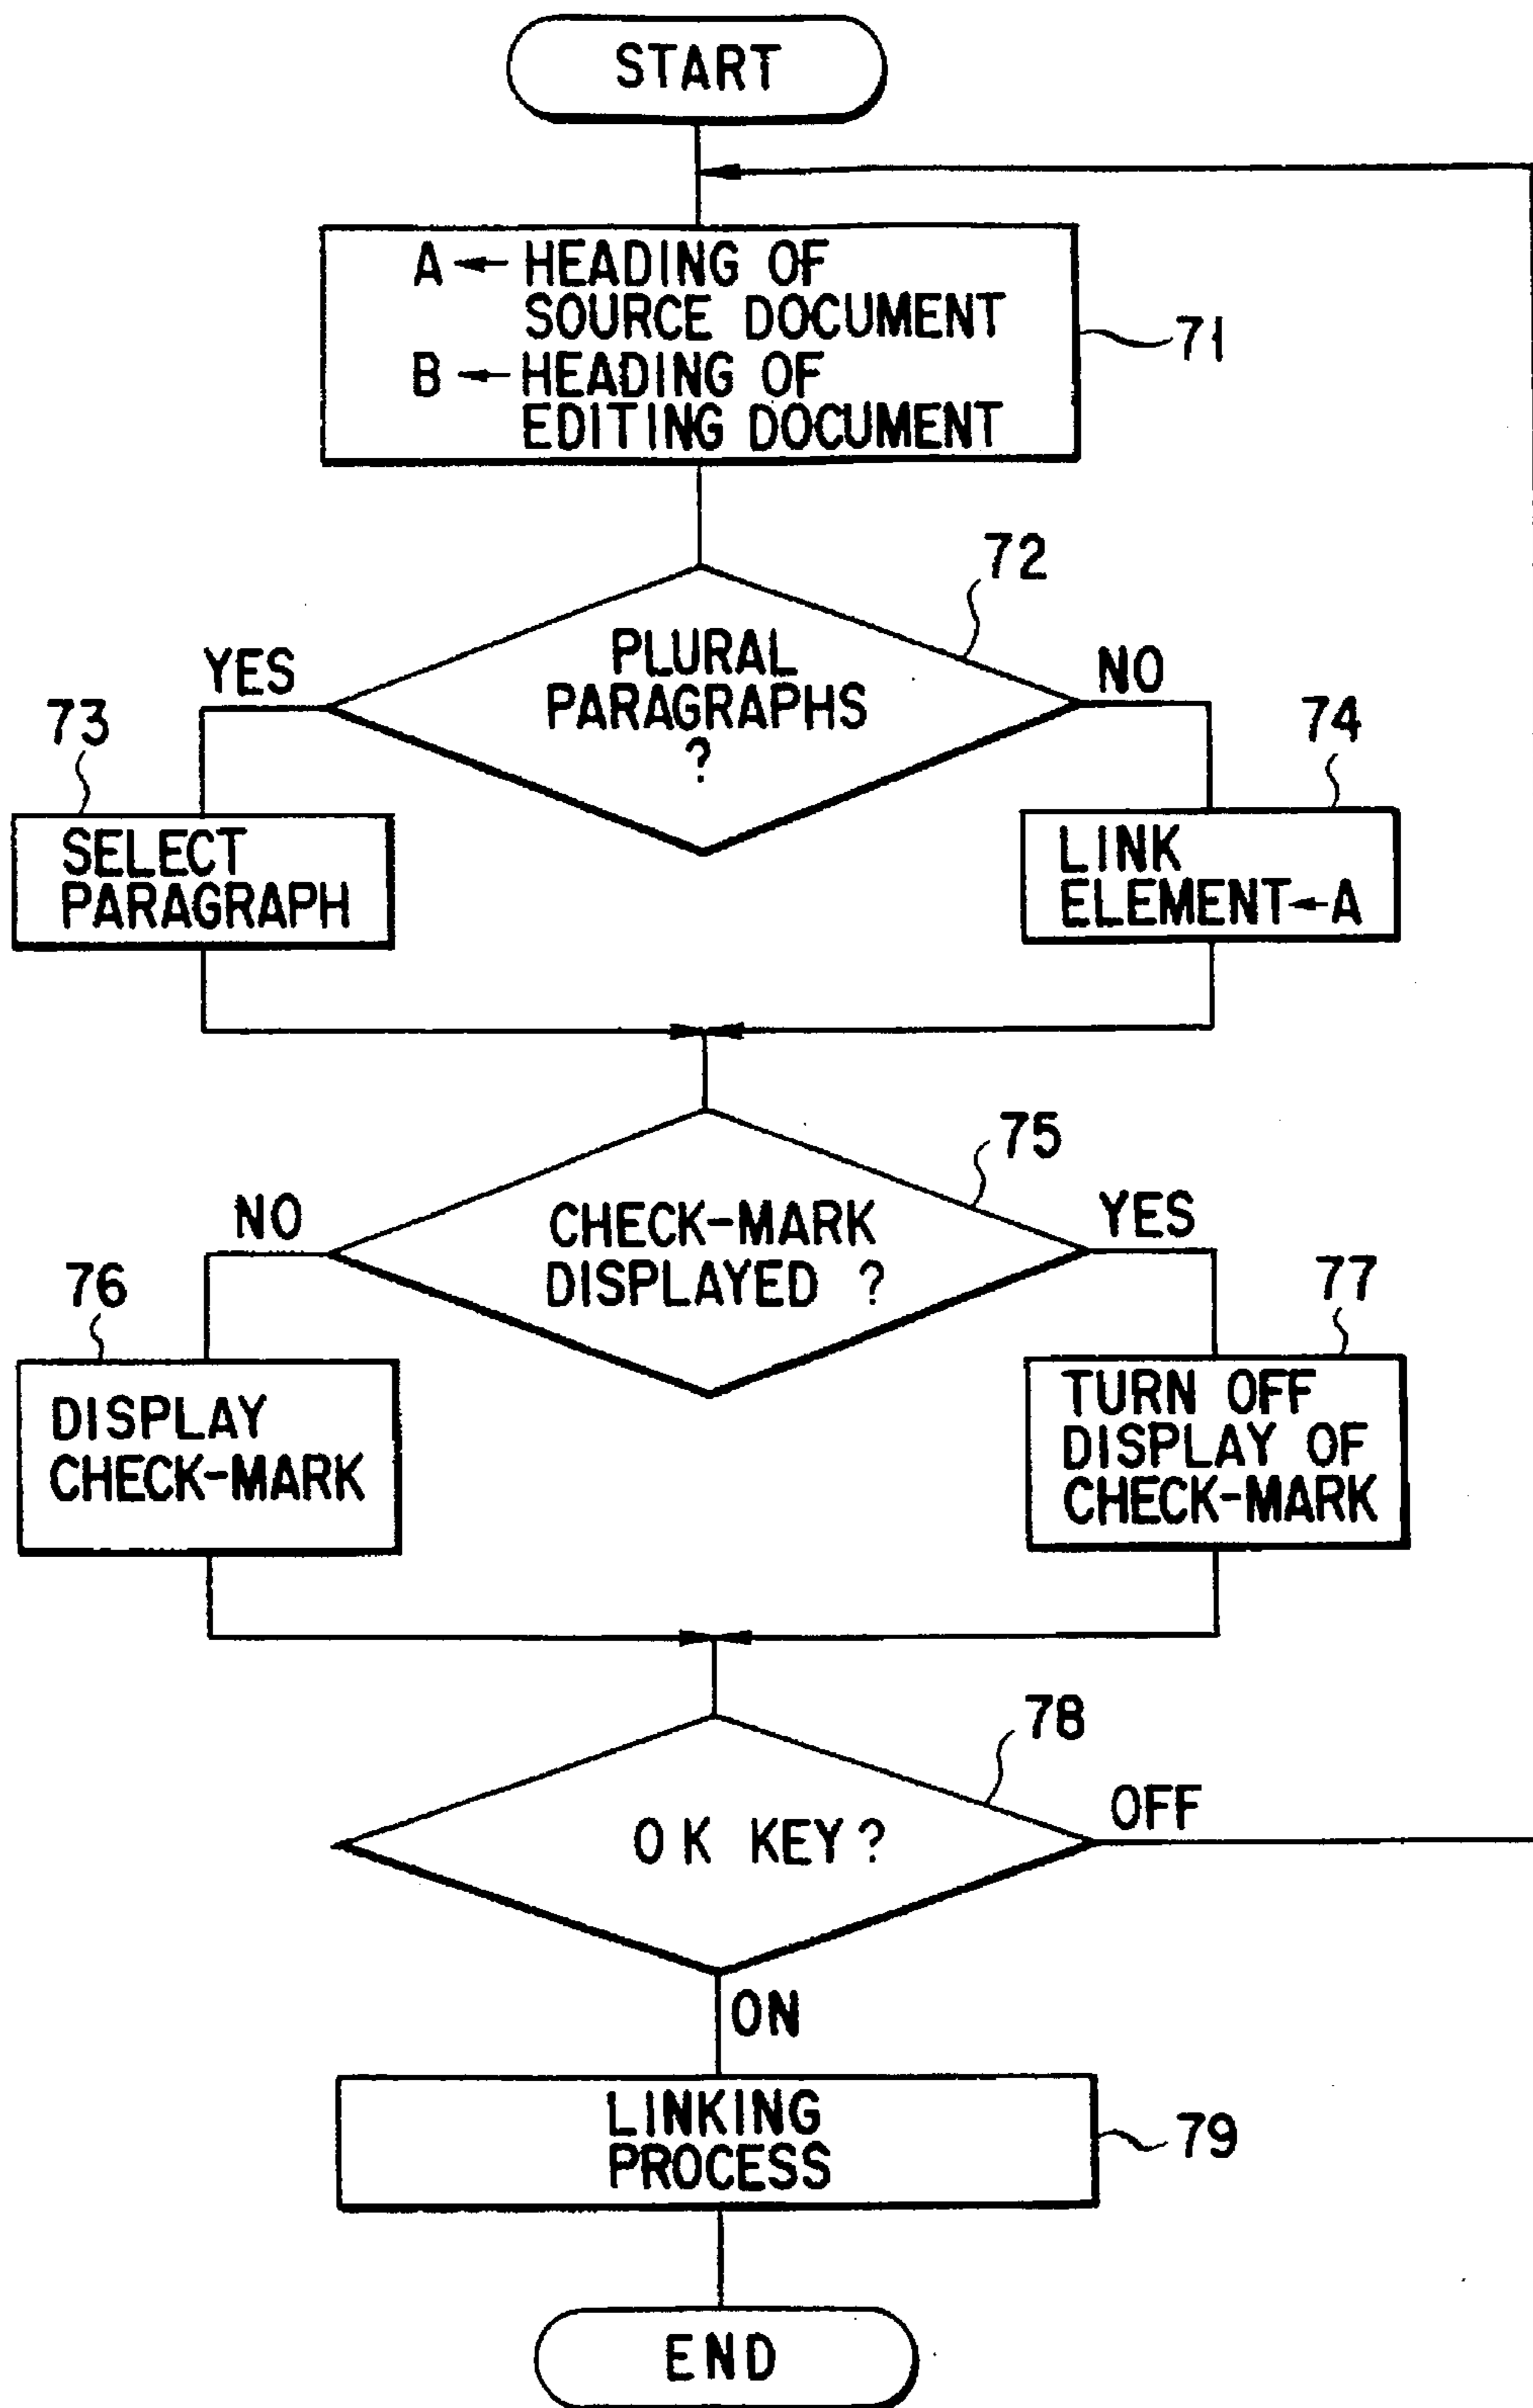 START
A ← HEADING OF
SOURCE DOCUMENT
B ← HEADING OF
EDITING DOCUMENT
71
72
PLURAL
PARAGRAPHS
?
YES
NO
73
SELECT
PARAGRAPH
74
LINK
ELEMENT←A
75
CHECK-MARK
DISPLAYED ?
NO
YES
76
DISPLAY
CHECK-MARK
77
TURN OFF
DISPLAY OF
CHECK-MARK
78
OK KEY?
OFF
ON
LINKING
PROCESS
79
END